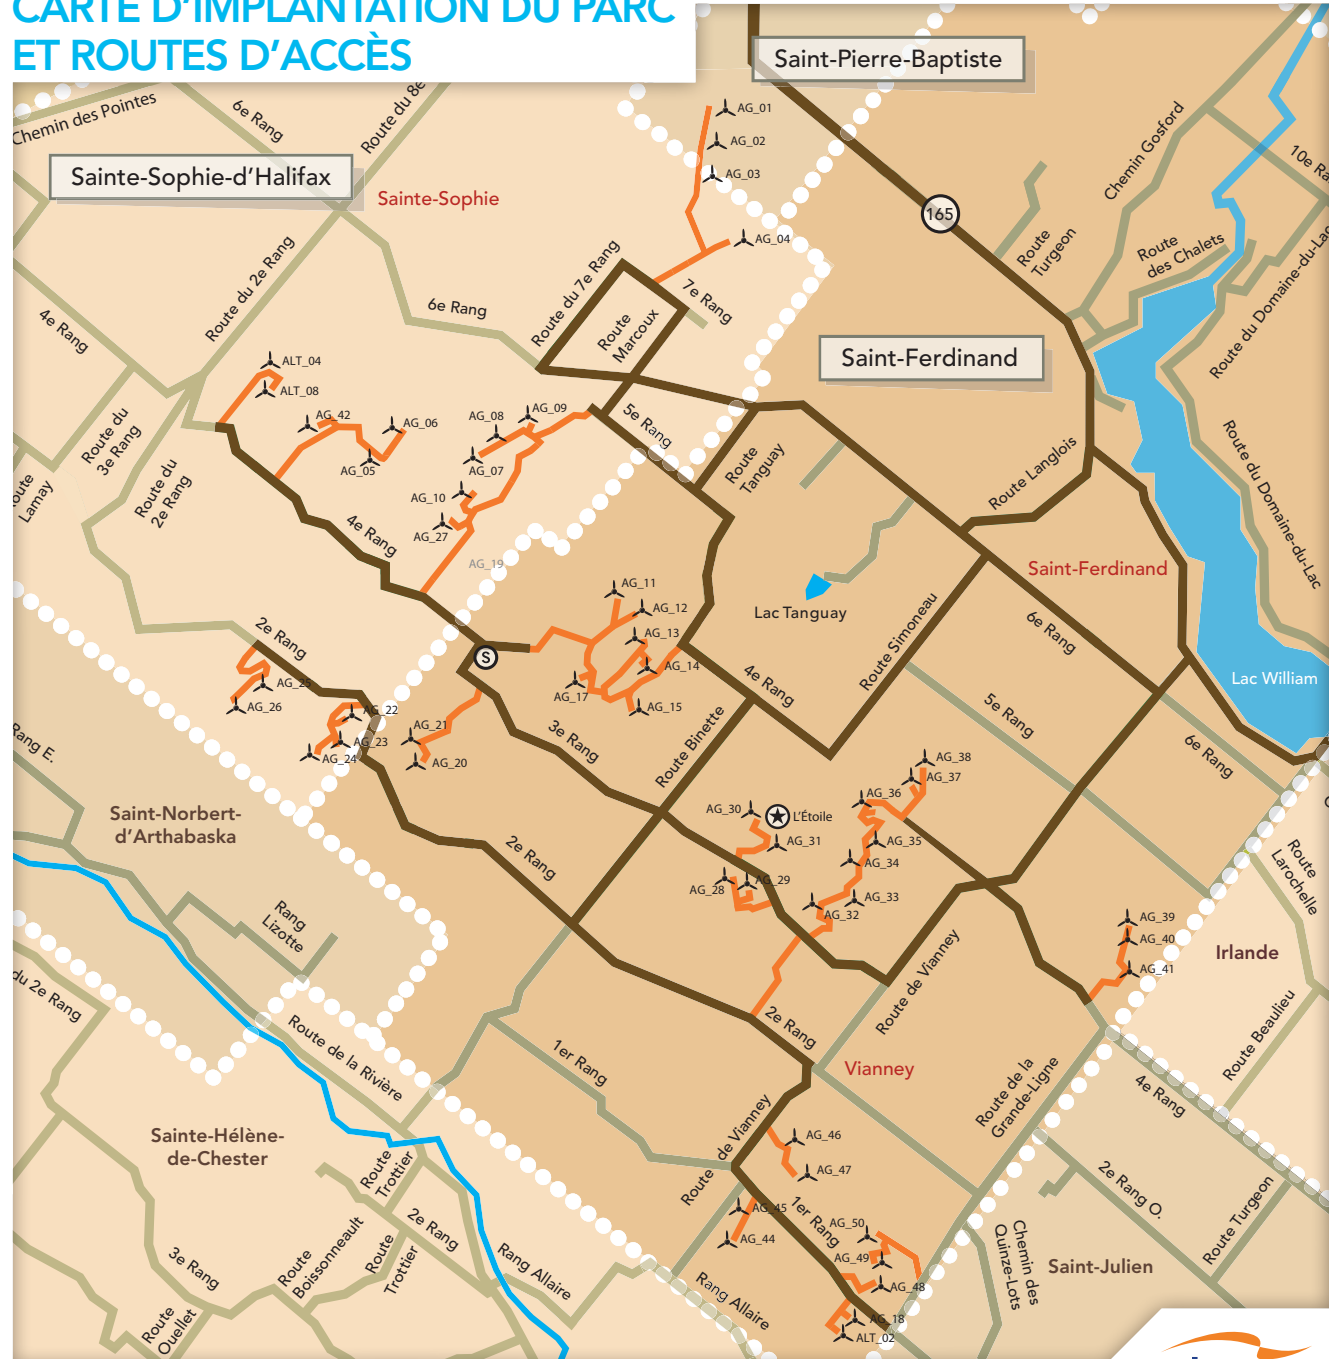 CARTE D'IMPLANTATION DU PARC
ET ROUTES D'ACCÈS
Saint-Pierre-Baptiste
Chemin des Pointes
6e Rang
Route du 8e
AG_01
AG_02
AG_03
AG_04
Chemin Gosford
10e Ra
165
Sainte-Sophie-d'Halifax
Sainte-Sophie
Route
Turgeon
Route
des Chalets
Route du Domaine-du-Lac
Route du 2e Rang
Route du 7e Rang
7e Rang
6e Rang
Route
Marcoux
4e Rang
Saint-Ferdinand
ALT_04
ALT_08
AG_42
AG_06
AG_05
AG_08
AG_09
AG_07
AG_10
AG_27
5e Rang
Route du
3e Rang
Route du
2e Rang
Lamay
Route
Tanguay
Route Langlois
Route du Domaine-du-Lac
4e Rang
AG_19
AG_11
AG_12
AG_13
AG_14
AG_17
AG_15
Lac Tanguay
Saint-Ferdinand
Route Simoneau
6e Rang
2e Rang
S
4e Rang
Lac William
AG_25
AG_26
AG_22
AG_23
AG_24
AG_21
AG_20
3e Rang
Route Binette
5e Rang
6e Rang
Rang E.
AG_38
AG_37
AG_36
AG_30
L'Étoile
AG_31
AG_35
AG_34
AG_28
AG_29
AG_33
AG_32
Saint-Norbert-
d'Arthabaska
2e Rang
Route
Larochelle
Rang
Lizotte
AG_39
AG_40
AG_41
Irlande
Route de Vianney
du 2e Rang
Route de la Rivière
2e Rang
Route Beaulieu
1er Rang
Vianney
Route de la
Grande-Ligne
4e Rang
Sainte-Hélène-
de-Chester
Route de Vianney
AG_46
AG_47
Route
Trottier
2e Rang O.
AG_45
AG_44
1er Rang
AG_50
AG_49
AG_48
AG_18
ALT_02
2e Rang
Route
Boissonneault
Route
Trottier
3e Rang
Rang Allaire
Route
Ouellet
Rang Allaire
Chemin des
Quinze-Lots
Saint-Julien
Route Turgeon